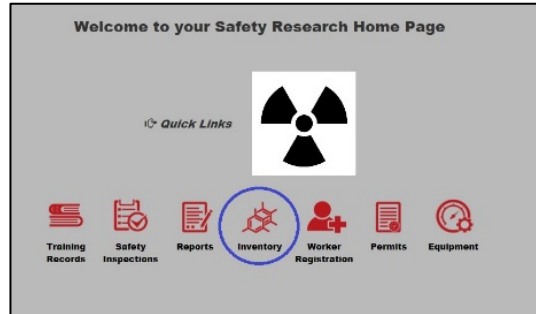 Welcome to your Safety Research Home Page
Quick Links
Training Records
Safety Inspections
Reports
Inventory
Worker Registration
Permits
Equipment